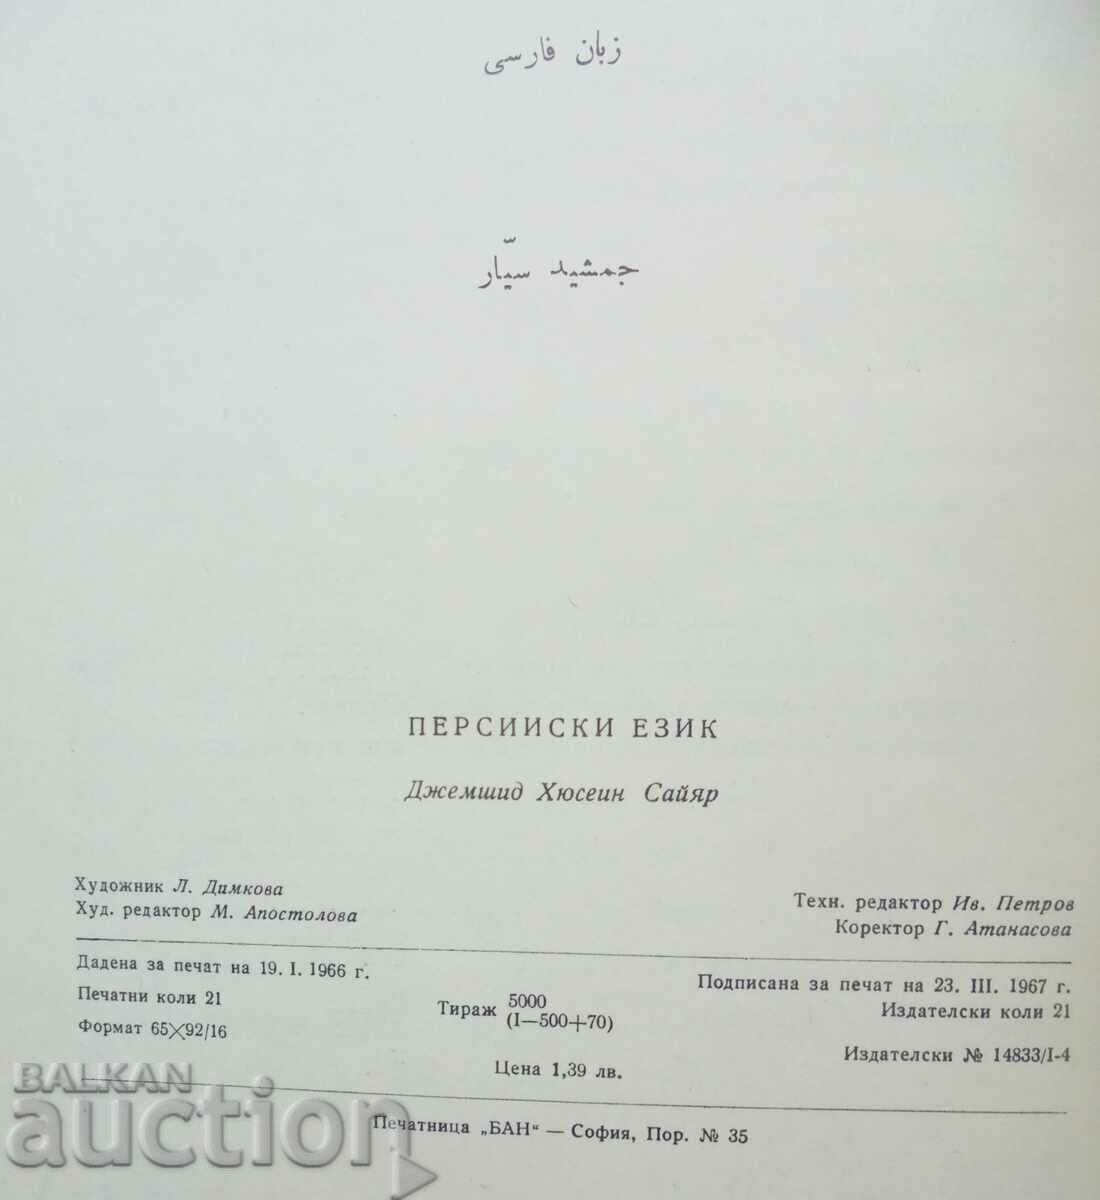 زبان فارسی
جمشید سیّار
ПЕРСИИСКИ ЕЗИК
Джемшид Хюсеин Сайяр
Художник Л. Димкова
Худ. редактор М. Апостолова
Техн. редактор Ив. Петров
Коректор Г. Атанасова
Дадена за печат на 19. I. 1966 г.
Печатни коли 21
Формат 65×92/16
Тираж 5000
(I—500+70)
Цена 1,39 лв.
Подписана за печат на 23. III. 1967 г.
Издателски коли 21
Издателски № 14833/I-4
Печатница „БАН“ — София, Пор. № 35
BALKAN
auction